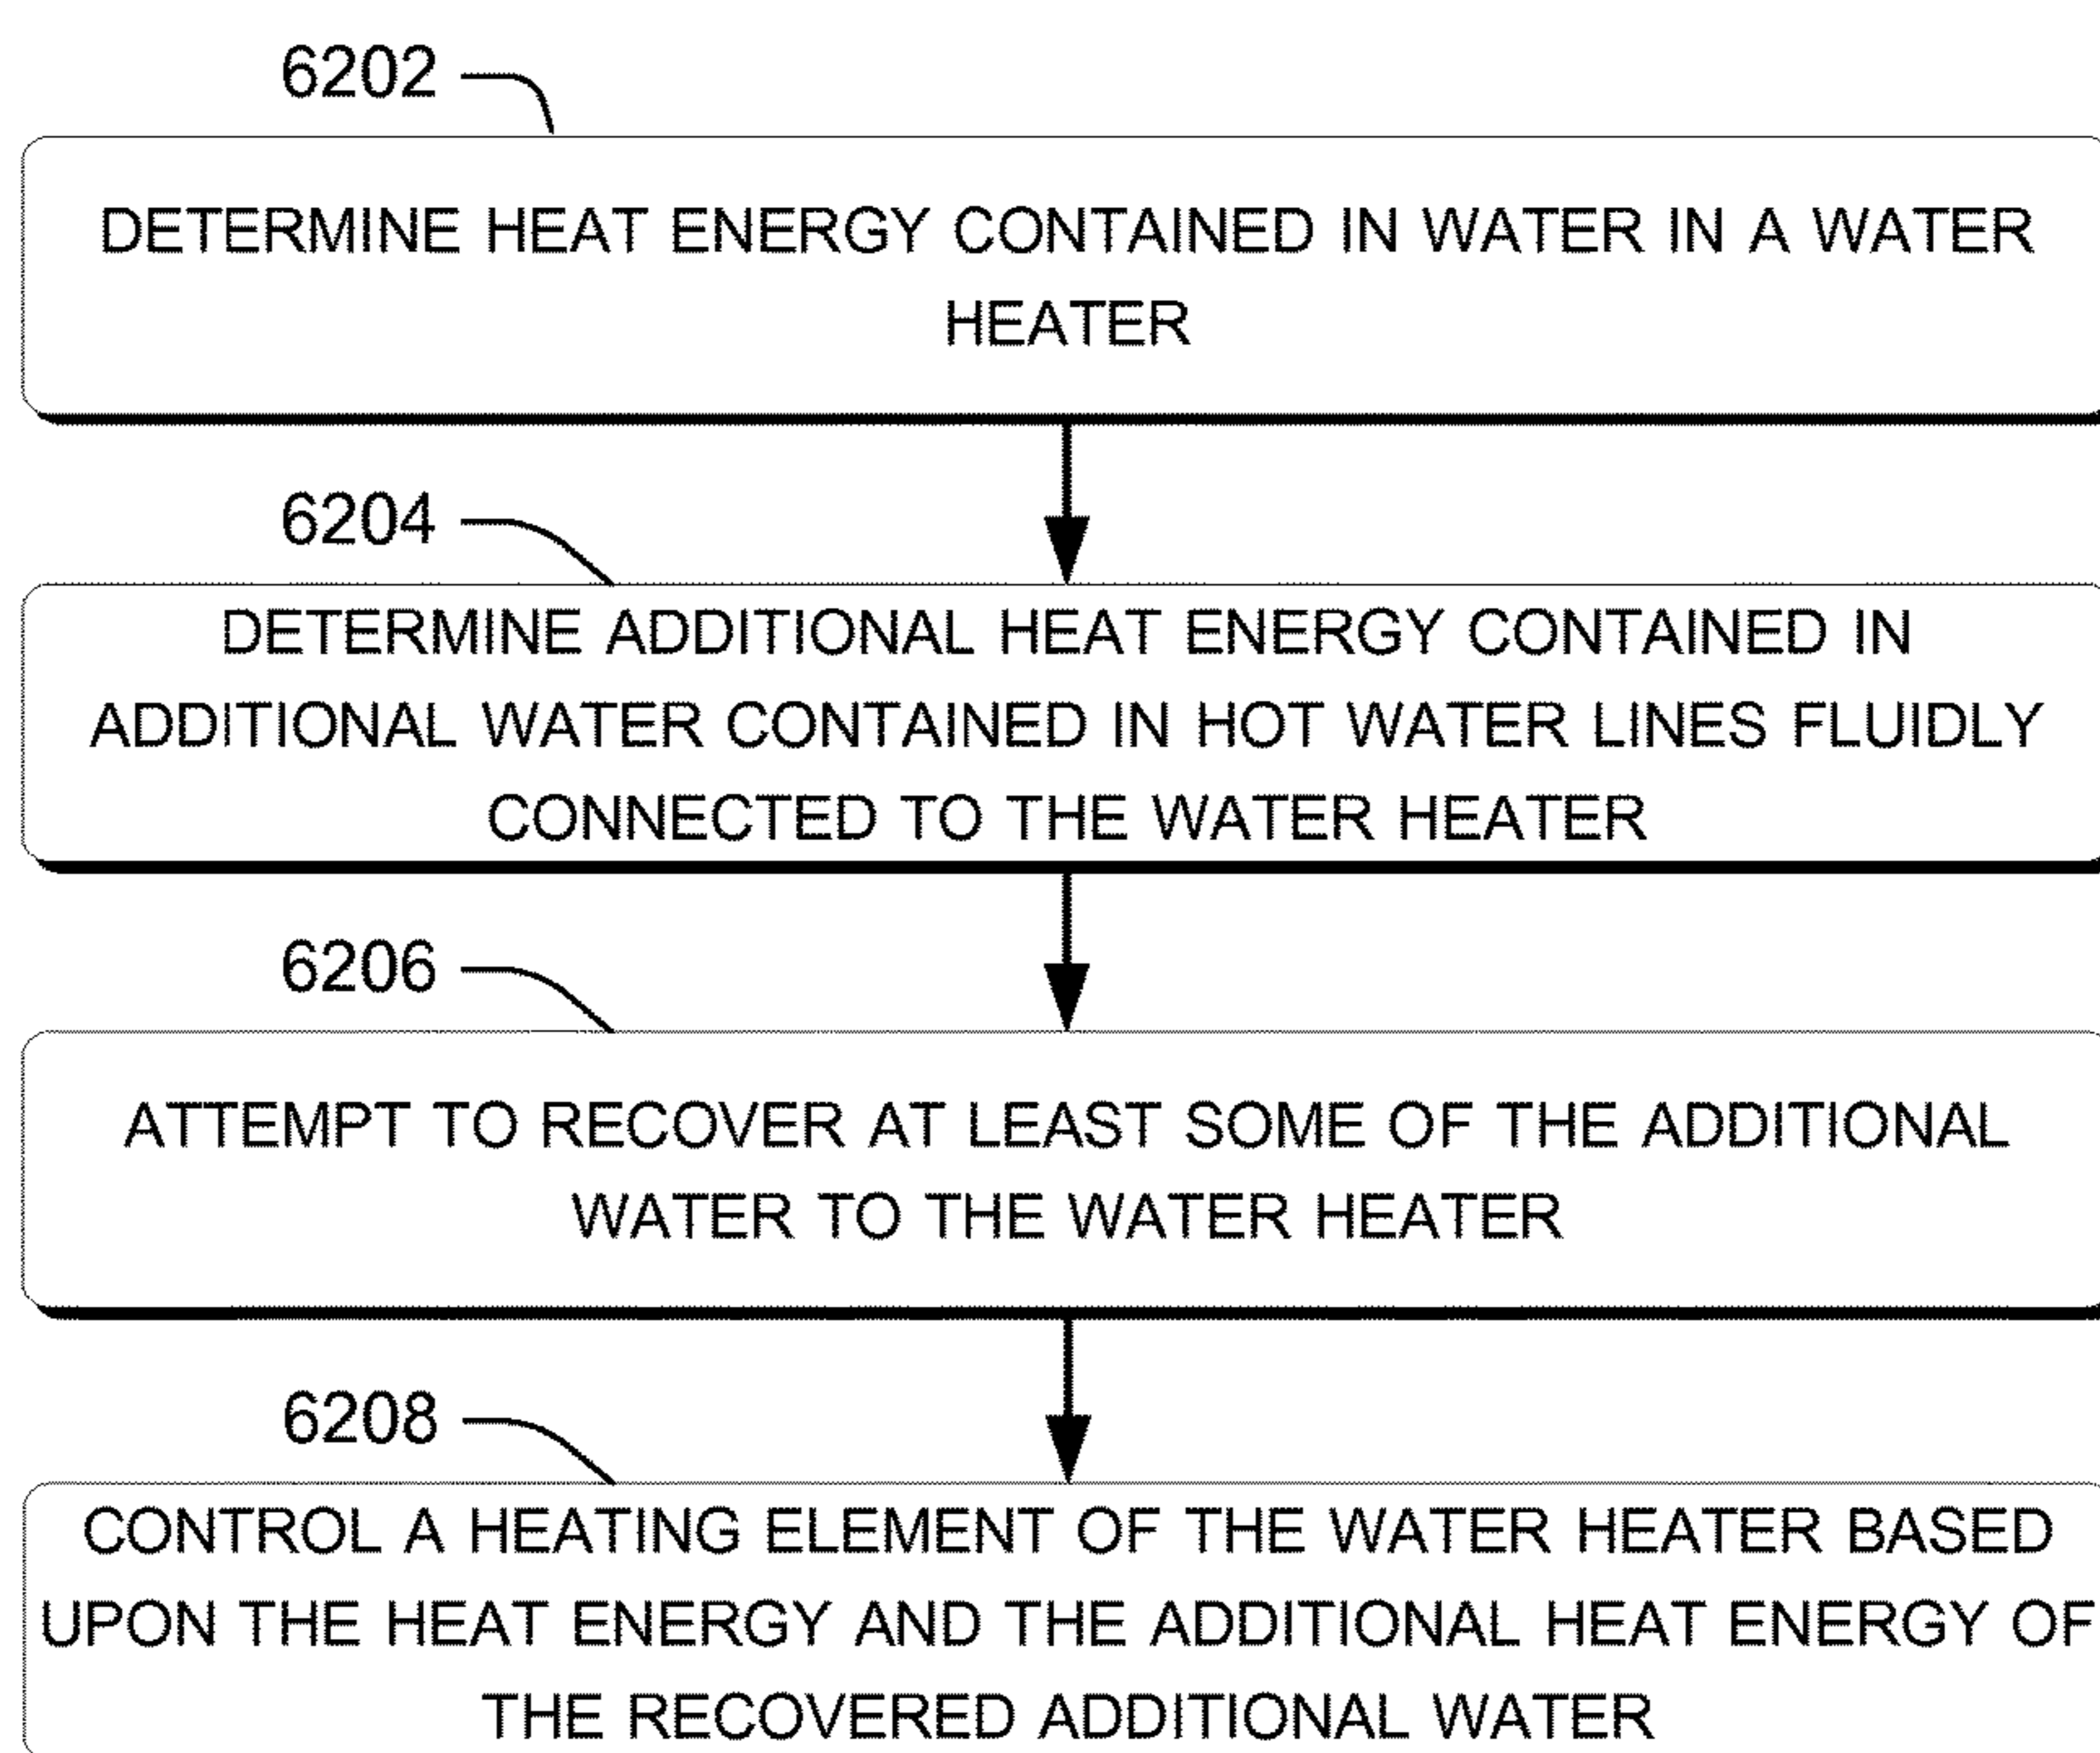 6202
DETERMINE HEAT ENERGY CONTAINED IN WATER IN A WATER
HEATER
6204
DETERMINE ADDITIONAL HEAT ENERGY CONTAINED IN
ADDITIONAL WATER CONTAINED IN HOT WATER LINES FLUIDLY
CONNECTED TO THE WATER HEATER
6206
ATTEMPT TO RECOVER AT LEAST SOME OF THE ADDITIONAL
WATER TO THE WATER HEATER
6208
CONTROL A HEATING ELEMENT OF THE WATER HEATER BASED
UPON THE HEAT ENERGY AND THE ADDITIONAL HEAT ENERGY OF
THE RECOVERED ADDITIONAL WATER